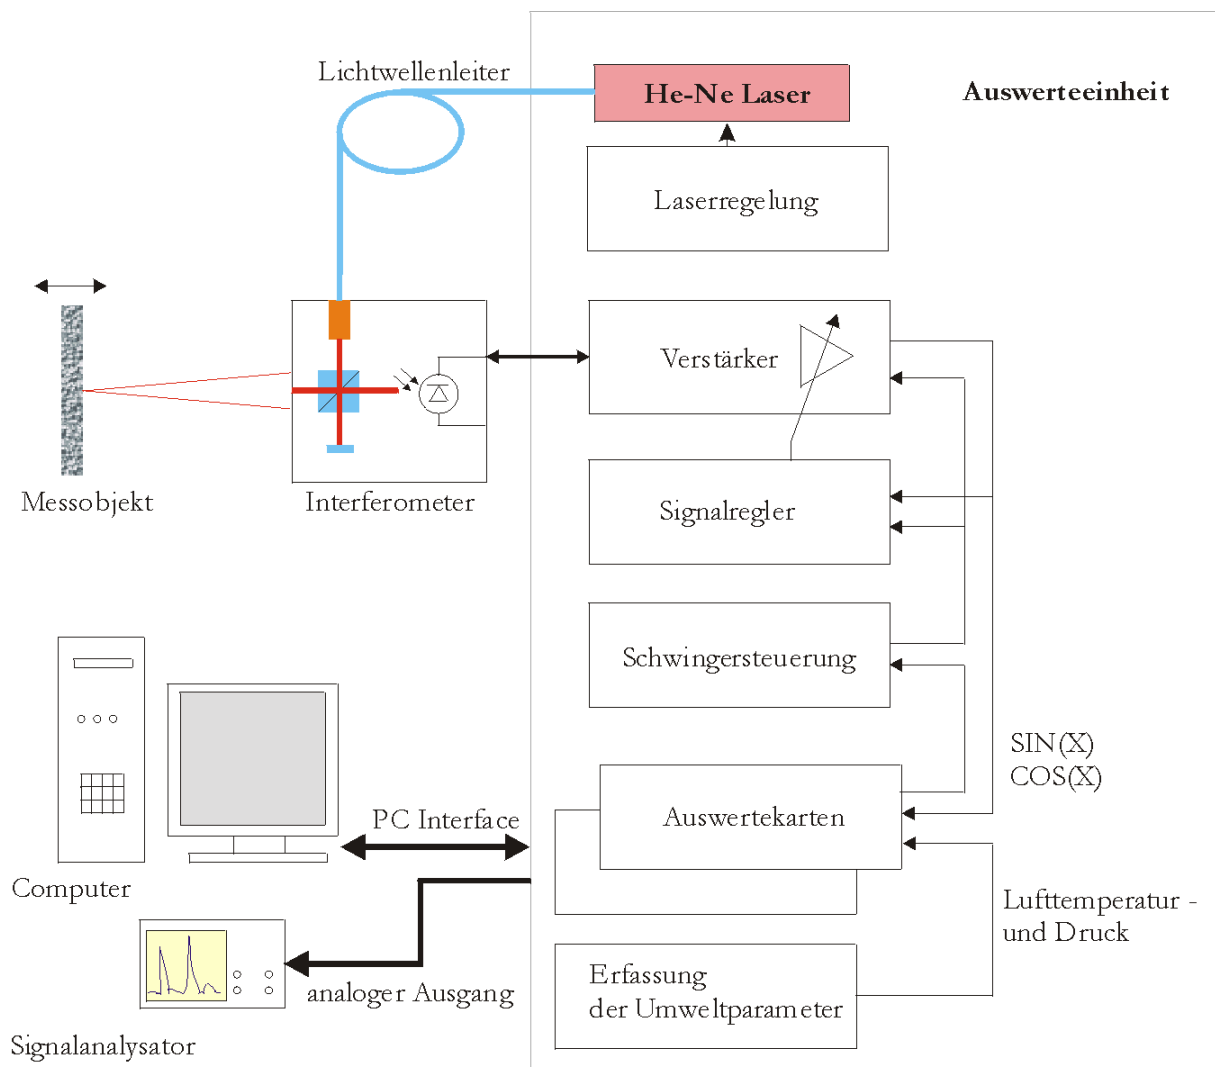 Lichtwellenleiter
He-Ne Laser
Auswerteeinheit
Laserregelung
Verstärker
Messobjekt
Interferometer
Signalregler
Schwingersteuerung
SIN(X)
COS(X)
PC Interface
Auswertekarten
Computer
Lufttemperatur -
und Druck
analoger Ausgang
Erfassung
der Umweltparameter
Signalanalysator